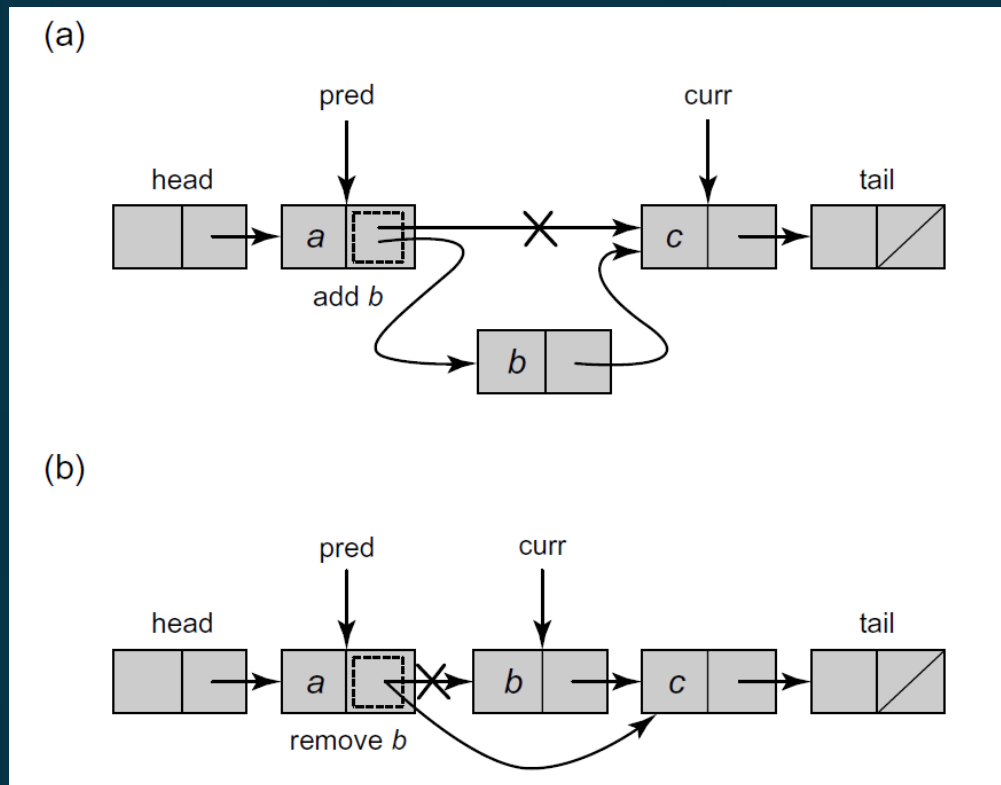 (a)
pred curr
head tail
a c
add b
b
(b)
pred curr
head tail
a b c
remove b